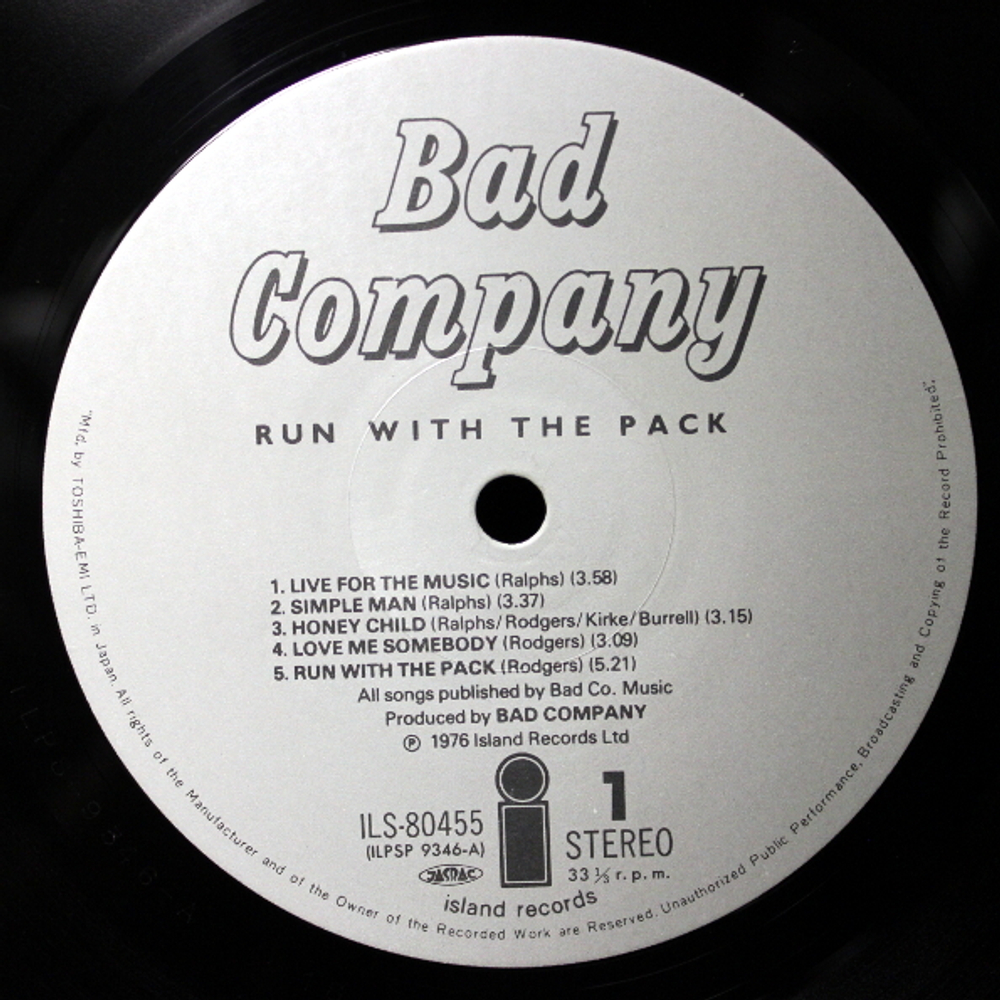 Bad
Company
RUN WITH THE PACK
1. LIVE FOR THE MUSIC (Ralphs) (3.58)
2. SIMPLE MAN (Ralphs) (3.37)
3. HONEY CHILD (Ralphs/Rodgers/Kirke/Burrell) (3.15)
4. LOVE ME SOMEBODY (Rodgers) (3.09)
5. RUN WITH THE PACK (Rodgers) (5.21)
All songs published by Bad Co. Music
Produced by BAD COMPANY
℗ 1976 Island Records Ltd
ILS-80455
(ILPSP 9346-A)
JASRAC
1
STEREO
33 ⅓ r.p.m.
island records
"Mfd. by TOSHIBA-EMI LTD. in Japan. All rights of the Manufacturer and of the Owner of the Recorded Work are Reserved. Unauthorized Public Performance, Broadcasting and Copying of the Record Prohibited."